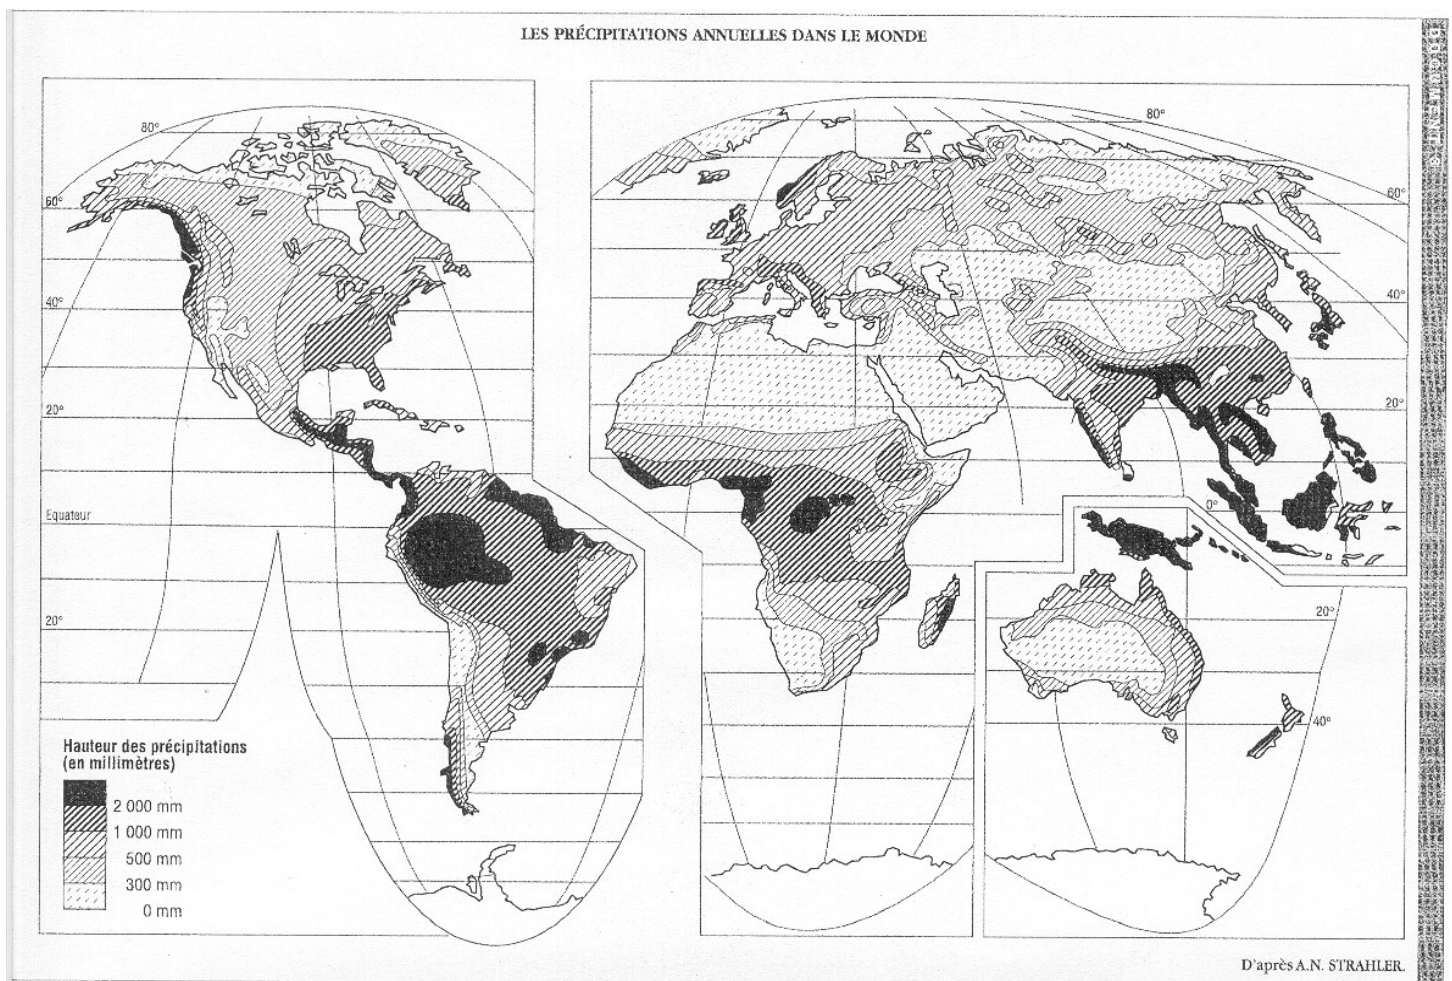 LES PRÉCIPITATIONS ANNUELLES DANS LE MONDE
80°
60°
40°
20°
Equateur
20°
80°
60°
40°
20°
0°
20°
40°
Hauteur des précipitations
(en millimètres)
2 000 mm
1 000 mm
500 mm
300 mm
0 mm
D'après A.N. STRAHLER.